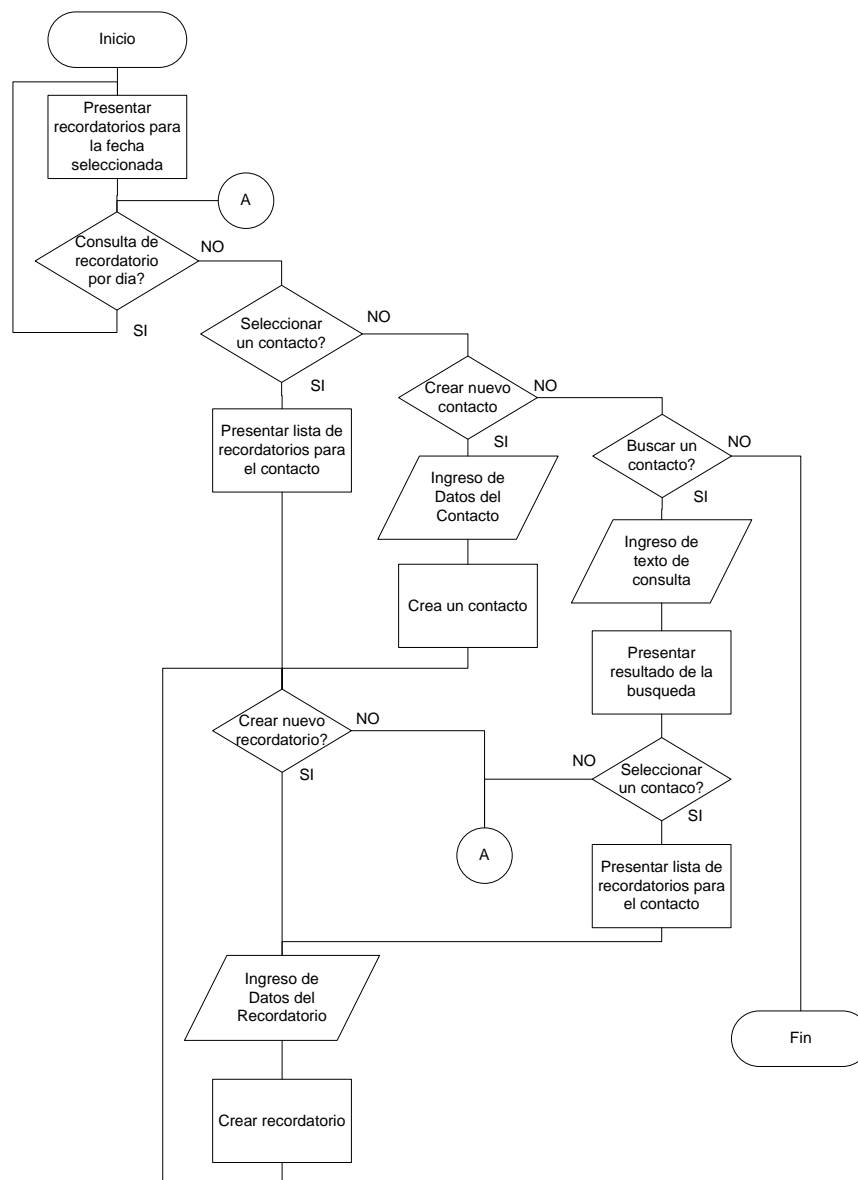 Inicio
Presentar
recordatorios para
la fecha
seleccionada
A
Consulta de
recordatorio
por dia?
NO
SI
Seleccionar
un contacto?
NO
SI
Crear nuevo
contacto
NO
SI
Buscar un
contacto?
NO
SI
Presentar lista de
recordatorios para
el contacto
Ingreso de
Datos del
Contacto
Ingreso de
texto de
consulta
Crea un contacto
Presentar
resultado de la
busqueda
Crear nuevo
recordatorio?
NO
SI
Seleccionar
un contaco?
NO
SI
A
Presentar lista de
recordatorios para
el contacto
Ingreso de
Datos del
Recordatorio
Fin
Crear recordatorio